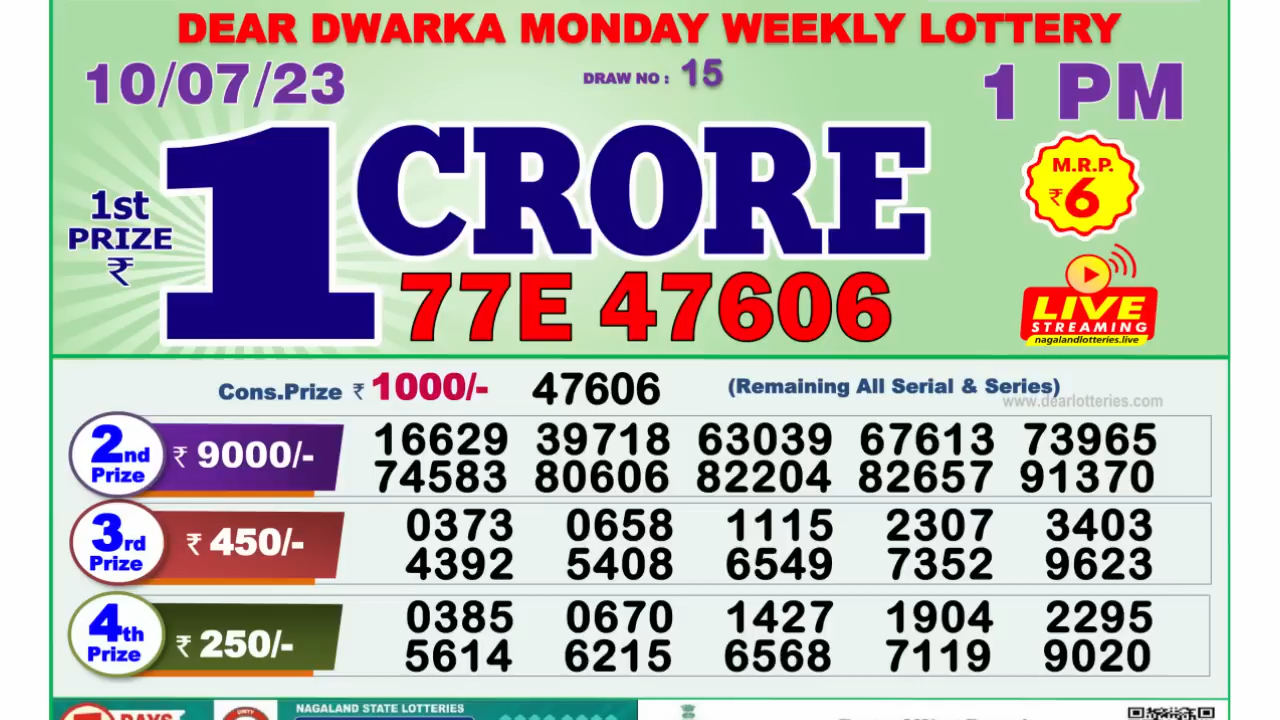 DEAR DWARKA MONDAY WEEKLY LOTTERY
10/07/23 DRAW NO : 15 1 PM
1st PRIZE ₹ 1 CRORE
M.R.P. ₹6
77E 47606
LIVE
STREAMING
nagalandlotteries.live
Cons.Prize ₹ 1000/- 47606 (Remaining All Serial & Series)
www.dearlotteries.com
2nd Prize ₹ 9000/-
16629 39718 63039 67613 73965
74583 80606 82204 82657 91370
3rd Prize ₹ 450/-
0373 0658 1115 2307 3403
4392 5408 6549 7352 9623
4th Prize ₹ 250/-
0385 0670 1427 1904 2295
5614 6215 6568 7119 9020
DAYS NAGALAND STATE LOTTERIES